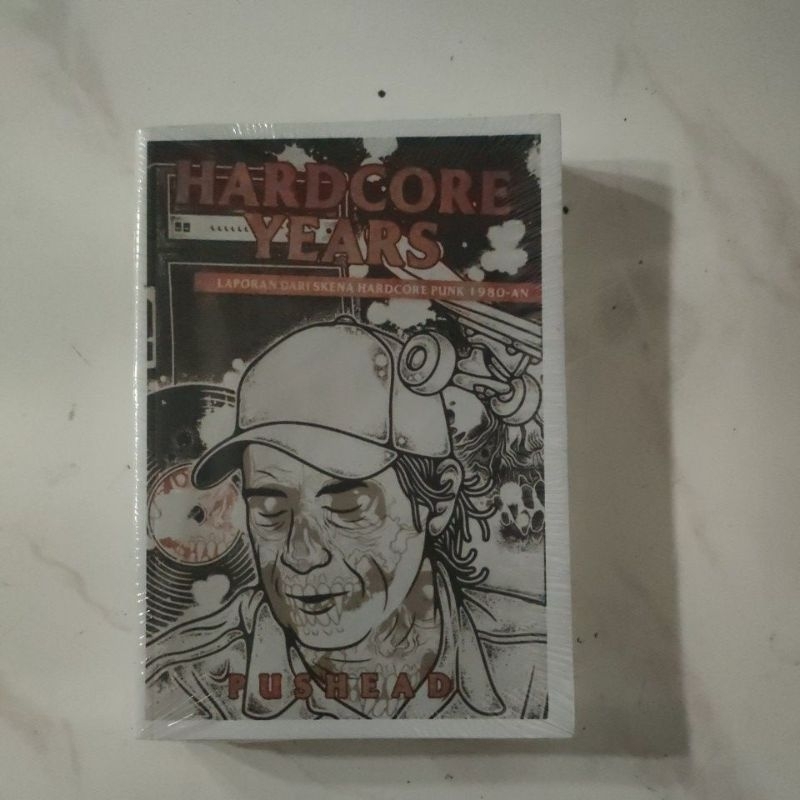 HARDCORE
YEARS
LAPORAN DARI SKENA HARDCORE PUNK 1980-AN
PUSHEAD